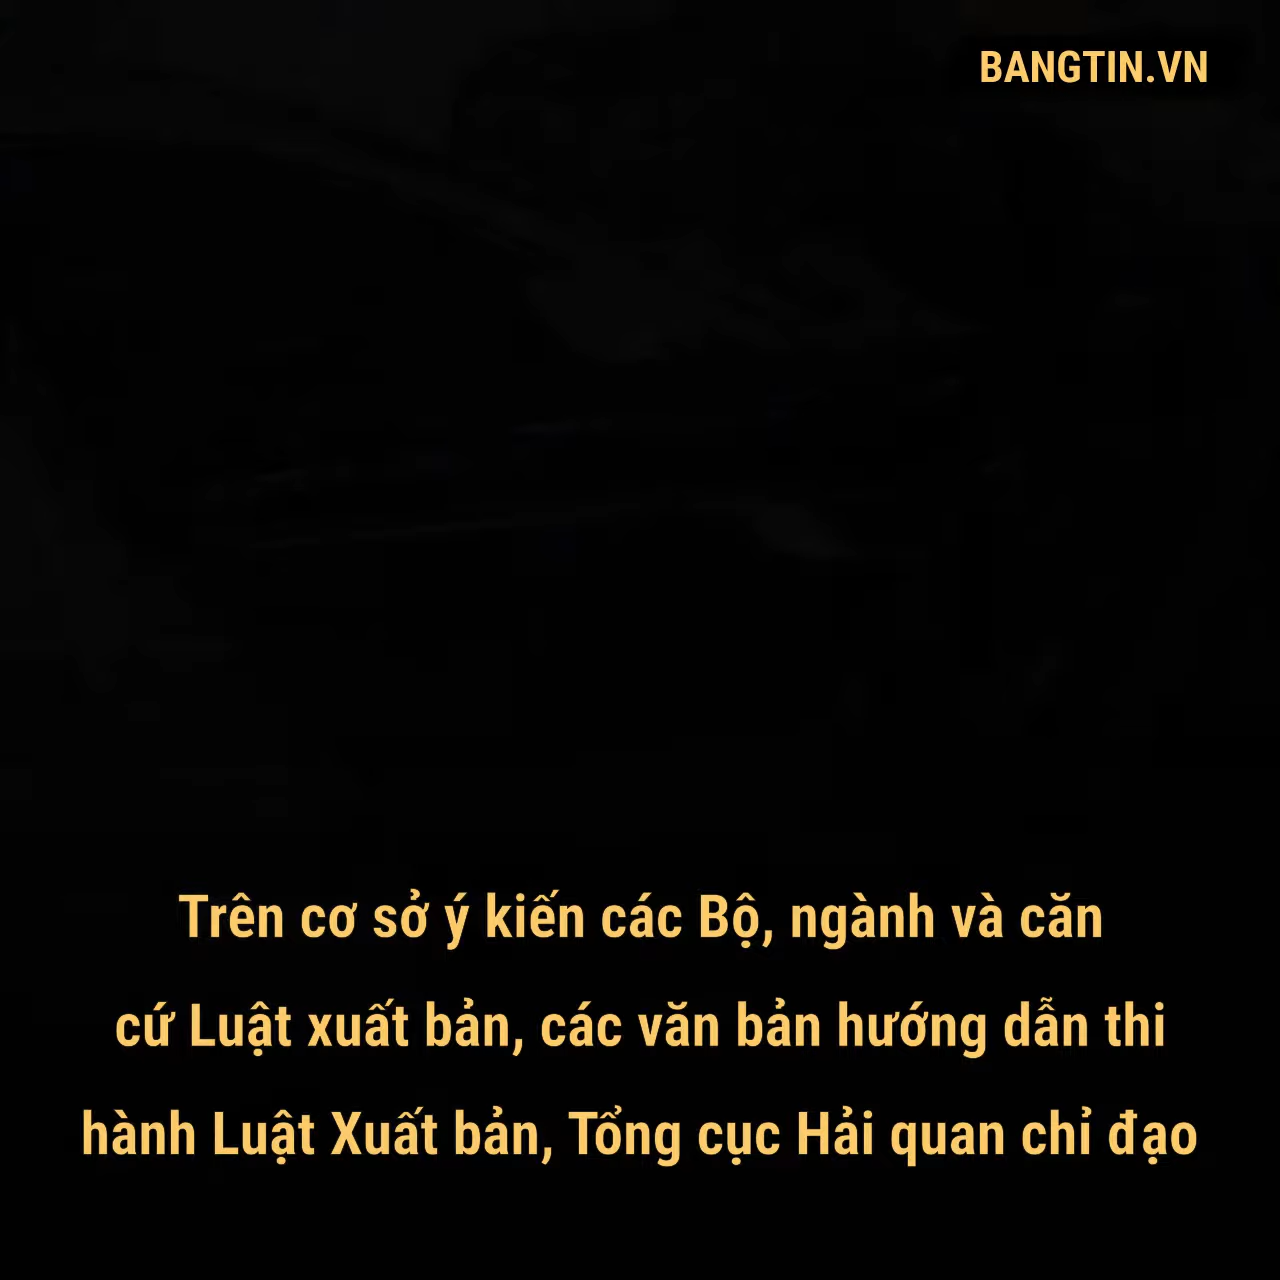 BANGTIN.VN
Trên cơ sở ý kiến các Bộ, ngành và căn
cứ Luật xuất bản, các văn bản hướng dẫn thi
hành Luật Xuất bản, Tổng cục Hải quan chỉ đạo